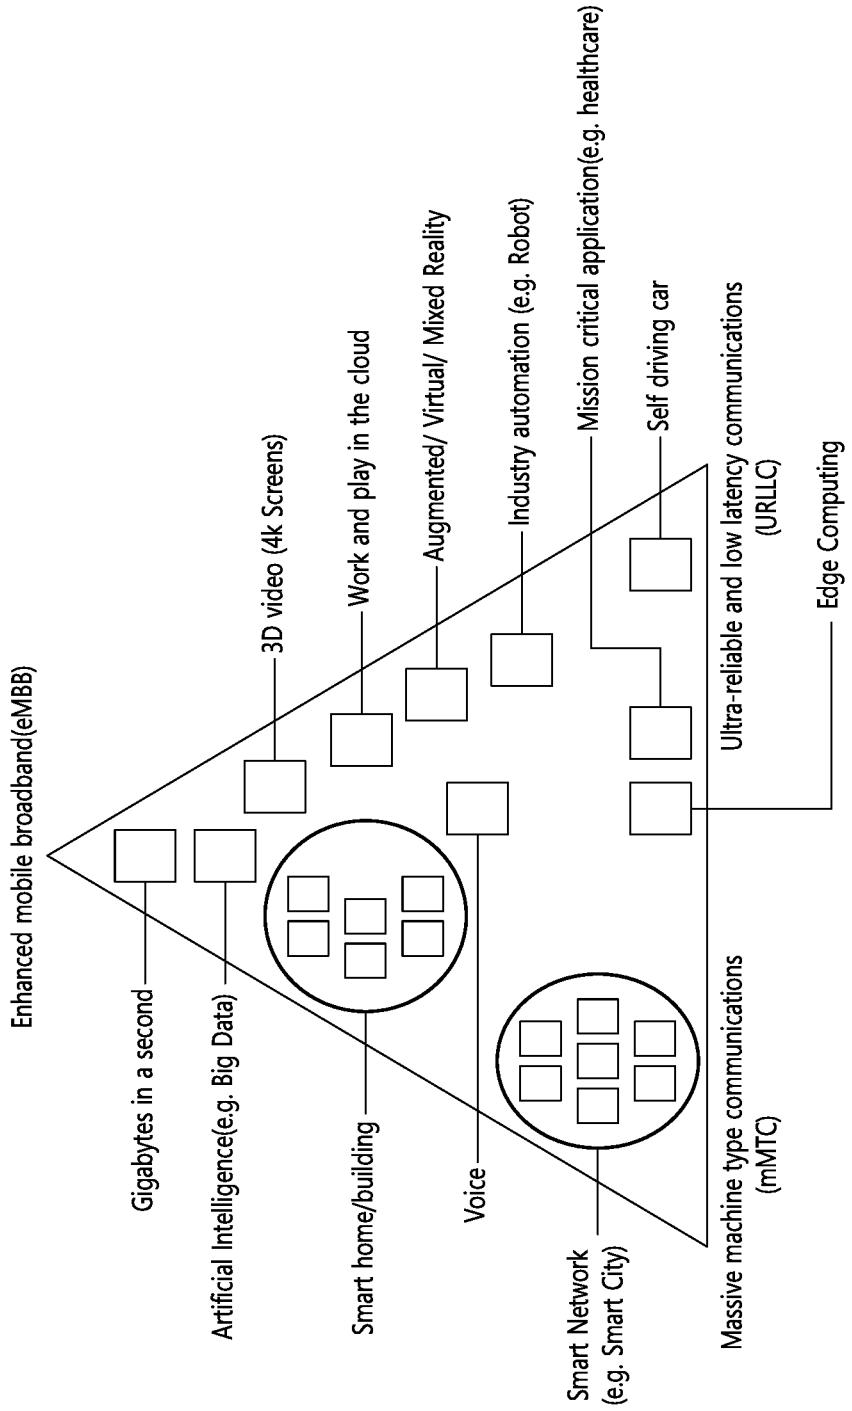 Enhanced mobile broadband(eMBB)
Gigabytes in a second
Artificial Intelligence(e.g. Big Data)
3D video (4k Screens)
Smart home/building
Work and play in the cloud
Augmented/ Virtual/ Mixed Reality
Voice
Industry automation (e.g. Robot)
Smart Network
(e.g. Smart City)
Mission critical application(e.g. healthcare)
Self driving car
Massive machine type communications
(mMTC)
Ultra-reliable and low latency communications
(URLLC)
Edge Computing